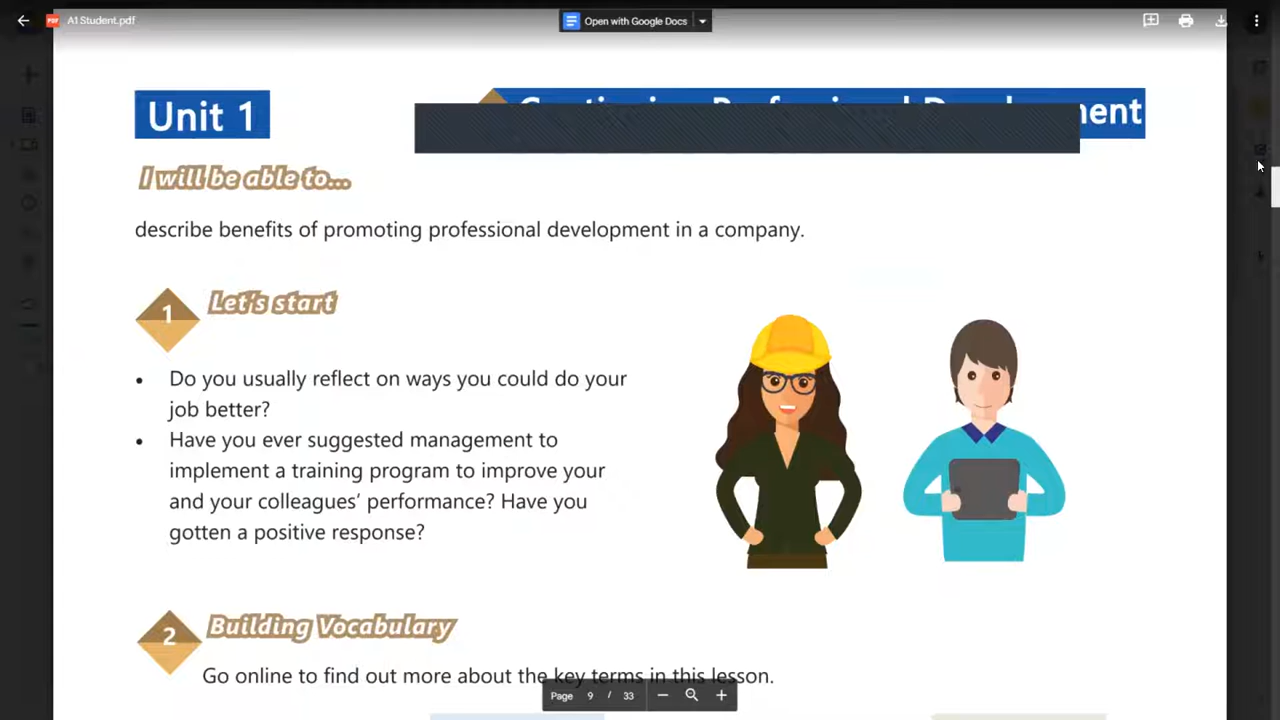 A1 Student.pdf
Open with Google Docs
Unit 1
Continuing Professional Development
I will be able to...
describe benefits of promoting professional development in a company.
1
Let's start
• Do you usually reflect on ways you could do your
job better?
• Have you ever suggested management to
implement a training program to improve your
and your colleagues' performance? Have you
gotten a positive response?
2
Building Vocabulary
Go online to find out more about the key terms in this lesson.
Page 9 / 33